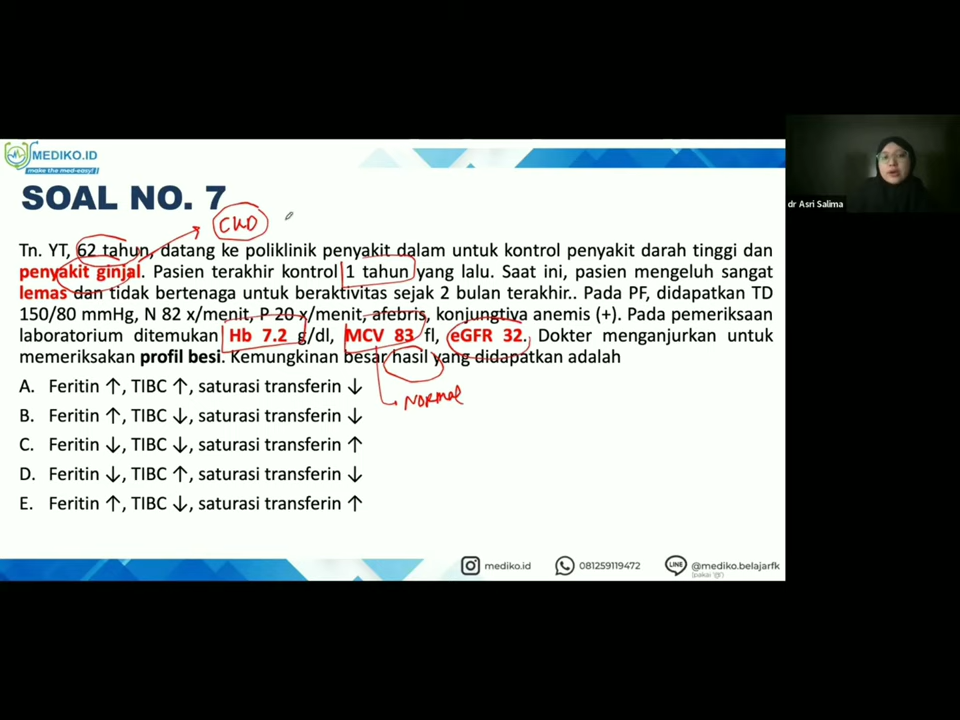 MEDIKO.ID
make the med-easy!
SOAL NO. 7
CKD
Tn. YT, 62 tahun, datang ke poliklinik penyakit dalam untuk kontrol penyakit darah tinggi dan
penyakit ginjal. Pasien terakhir kontrol 1 tahun yang lalu. Saat ini, pasien mengeluh sangat
lemas dan tidak bertenaga untuk beraktivitas sejak 2 bulan terakhir.. Pada PF, didapatkan TD
150/80 mmHg, N 82 x/menit, P 20 x/menit, afebris, konjungtiva anemis (+). Pada pemeriksaan
laboratorium ditemukan Hb 7.2 g/dl, MCV 83 fl, eGFR 32. Dokter menganjurkan untuk
memeriksakan profil besi. Kemungkinan besar hasil yang didapatkan adalah
A. Feritin ↑, TIBC ↑, saturasi transferin ↓
NORMAL
B. Feritin ↑, TIBC ↓, saturasi transferin ↓
C. Feritin ↓, TIBC ↓, saturasi transferin ↑
D. Feritin ↓, TIBC ↑, saturasi transferin ↓
E. Feritin ↑, TIBC ↓, saturasi transferin ↑
mediko.id
081259119472
LINE
@mediko.belajarfk
(pakai '@')
dr Asri Salima